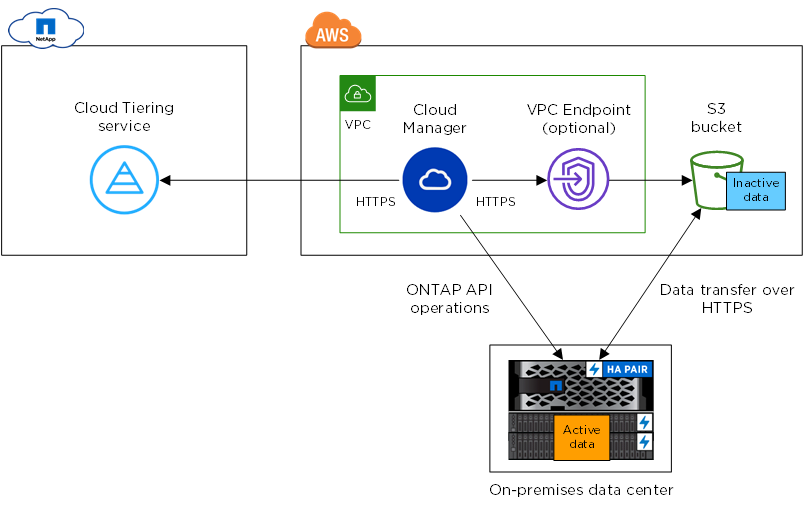 NetApp
AWS
Cloud Tiering
service
VPC
Cloud
Manager
VPC Endpoint
(optional)
S3
bucket
Inactive
data
HTTPS
HTTPS
ONTAP API
operations
Data transfer over
HTTPS
HA PAIR
Active
data
On-premises data center